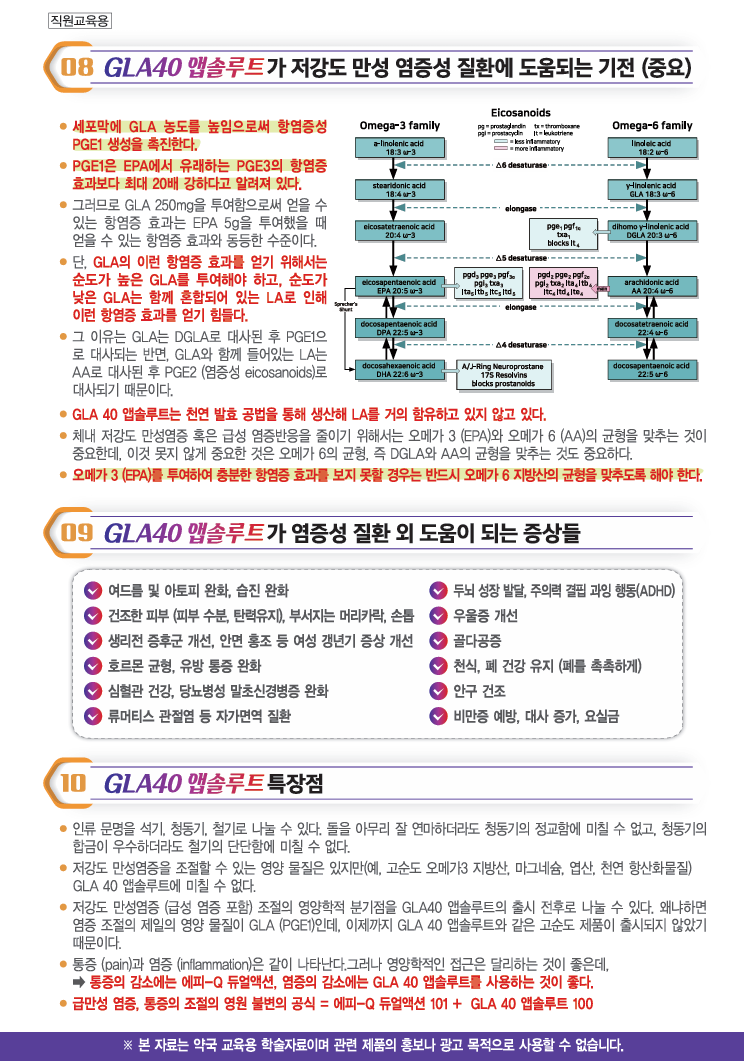 직원교육용
08 GLA40 앱솔루트가 저강도 만성 염증성 질환에 도움되는 기전 (중요)
● 세포막에 GLA 농도를 높임으로써 항염증성
PGE1 생성을 촉진한다.
● PGE1은 EPA에서 유래하는 PGE3의 항염증
효과보다 최대 20배 강하다고 알려져 있다.
● 그러므로 GLA 250mg을 투여함으로써 얻을 수
있는 항염증 효과는 EPA 5g을 투여했을 때
얻을 수 있는 항염증 효과와 동등한 수준이다.
● 단, GLA의 이런 항염증 효과를 얻기 위해서는
순도가 높은 GLA를 투여해야 하고, 순도가
낮은 GLA는 함께 혼합되어 있는 LA로 인해
이런 항염증 효과를 얻기 힘들다.
● 그 이유는 GLA는 DGLA로 대사된 후 PGE1으
로 대사되는 반면, GLA와 함께 들어있는 LA는
AA로 대사된 후 PGE2 (염증성 eicosanoids)로
대사되기 때문이다.
Eicosanoids
Omega-3 family
pg = prostaglandin tx = thromboxane
pgi = prostacyclin lt = leukotriene
= less inflammatory
= more inflammatory
Omega-6 family
a-linolenic acid
18:3 ω-3
linoleic acid
18:2 ω-6
△6 desaturase
stearidonic acid
18:4 ω-3
γ-linolenic acid
GLA 18:3 ω-6
elongase
eicosatetraenoic acid
20:4 ω-3
pge₁ pgf₁α
txa₁
blocks lt₄
dihomo γ-linolenic acid
DGLA 20:3 ω-6
△5 desaturase
eicosapentaenoic acid
EPA 20:5 ω-3
pgd₃ pge₃ pgf₃α
pgi₃ txa₃
lta₅ ltb₅ ltc₅ ltd₅
pgd₂ pge₂ pgf₂α
pgi₂ txa₂ lta₄ ltb₄
ltc₄ ltd₄ lte₄
arachidonic acid
AA 20:4 ω-6
Sprecher's
Shunt
elongase
docosapentaenoic acid
DPA 22:5 ω-3
docosatetraenoic acid
22:4 ω-6
△4 desaturase
docosahexaenoic acid
DHA 22:6 ω-3
A/J-Ring Neuroprostane
17S Resolvins
blocks prostanoids
docosapentaenoic acid
22:5 ω-6
● GLA 40 앱솔루트는 천연 발효 공법을 통해 생산해 LA를 거의 함유하고 있지 않고 있다.
● 체내 저강도 만성염증 혹은 급성 염증반응을 줄이기 위해서는 오메가 3 (EPA)와 오메가 6 (AA)의 균형을 맞추는 것이
중요한데, 이것 못지 않게 중요한 것은 오메가 6의 균형, 즉 DGLA와 AA의 균형을 맞추는 것도 중요하다.
● 오메가 3 (EPA)를 투여하여 충분한 항염증 효과를 보지 못할 경우는 반드시 오메가 6 지방산의 균형을 맞추도록 해야 한다.
09 GLA40 앱솔루트가 염증성 질환 외 도움이 되는 증상들
여드름 및 아토피 완화, 습진 완화
건조한 피부 (피부 수분, 탄력유지), 부서지는 머리카락, 손톱
생리전 증후군 개선, 안면 홍조 등 여성 갱년기 증상 개선
호르몬 균형, 유방 통증 완화
심혈관 건강, 당뇨병성 말초신경병증 완화
류머티스 관절염 등 자가면역 질환
두뇌 성장 발달, 주의력 결핍 과잉 행동(ADHD)
우울증 개선
골다공증
천식, 폐 건강 유지 (폐를 촉촉하게)
안구 건조
비만증 예방, 대사 증가, 요실금
10 GLA40 앱솔루트 특장점
● 인류 문명을 석기, 청동기, 철기로 나눌 수 있다. 돌을 아무리 잘 연마하더라도 청동기의 정교함에 미칠 수 없고, 청동기의
합금이 우수하더라도 철기의 단단함에 미칠 수 없다.
● 저강도 만성염증을 조절할 수 있는 영양 물질은 있지만(예, 고순도 오메가3 지방산, 마그네슘, 엽산, 천연 항산화물질)
GLA 40 앱솔루트에 미칠 수 없다.
● 저강도 만성염증 (급성 염증 포함) 조절의 영양학적 분기점을 GLA40 앱솔루트의 출시 전후로 나눌 수 있다. 왜냐하면
염증 조절의 제일의 영양 물질이 GLA (PGE1)인데, 이제까지 GLA 40 앱솔루트와 같은 고순도 제품이 출시되지 않았기
때문이다.
● 통증 (pain)과 염증 (inflammation)은 같이 나타난다.그러나 영양학적인 접근은 달리하는 것이 좋은데,
➡ 통증의 감소에는 에피-Q 듀얼액션, 염증의 감소에는 GLA 40 앱솔루트를 사용하는 것이 좋다.
● 급만성 염증, 통증의 조절의 영원 불변의 공식 = 에피-Q 듀얼액션 101 + GLA 40 앱솔루트 100
※ 본 자료는 약국 교육용 학술자료이며 관련 제품의 홍보나 광고 목적으로 사용할 수 없습니다.